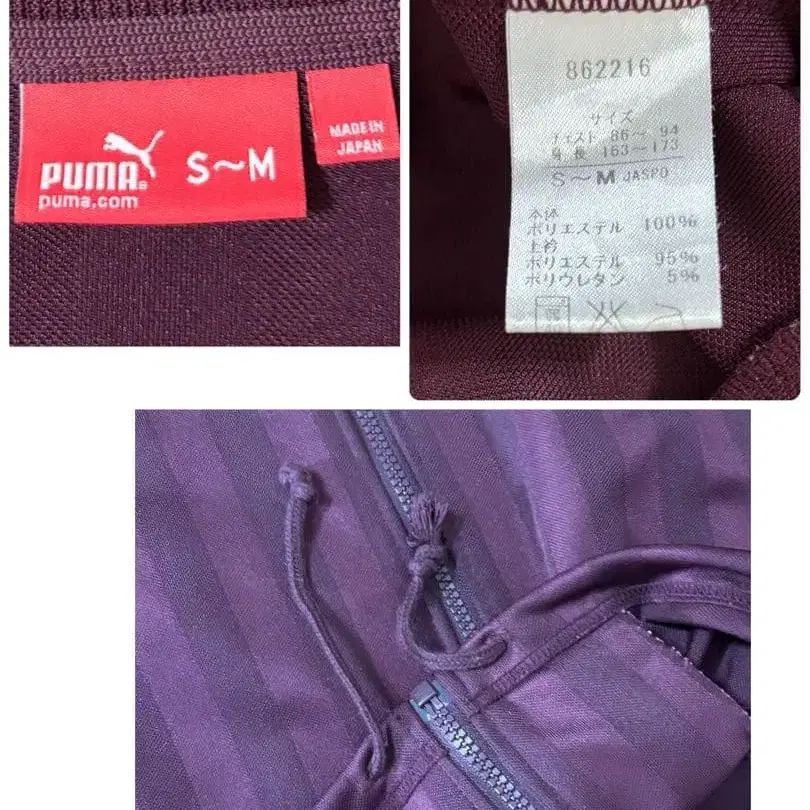 PUMA®
puma.com
S~M
MADE IN
JAPAN
862216
サイズ
チェスト 86~ 94
身長 163~173
S~M JASPO
本体
ポリエステル 100%
上衿
ポリエステル 95%
ポリウレタン 5%